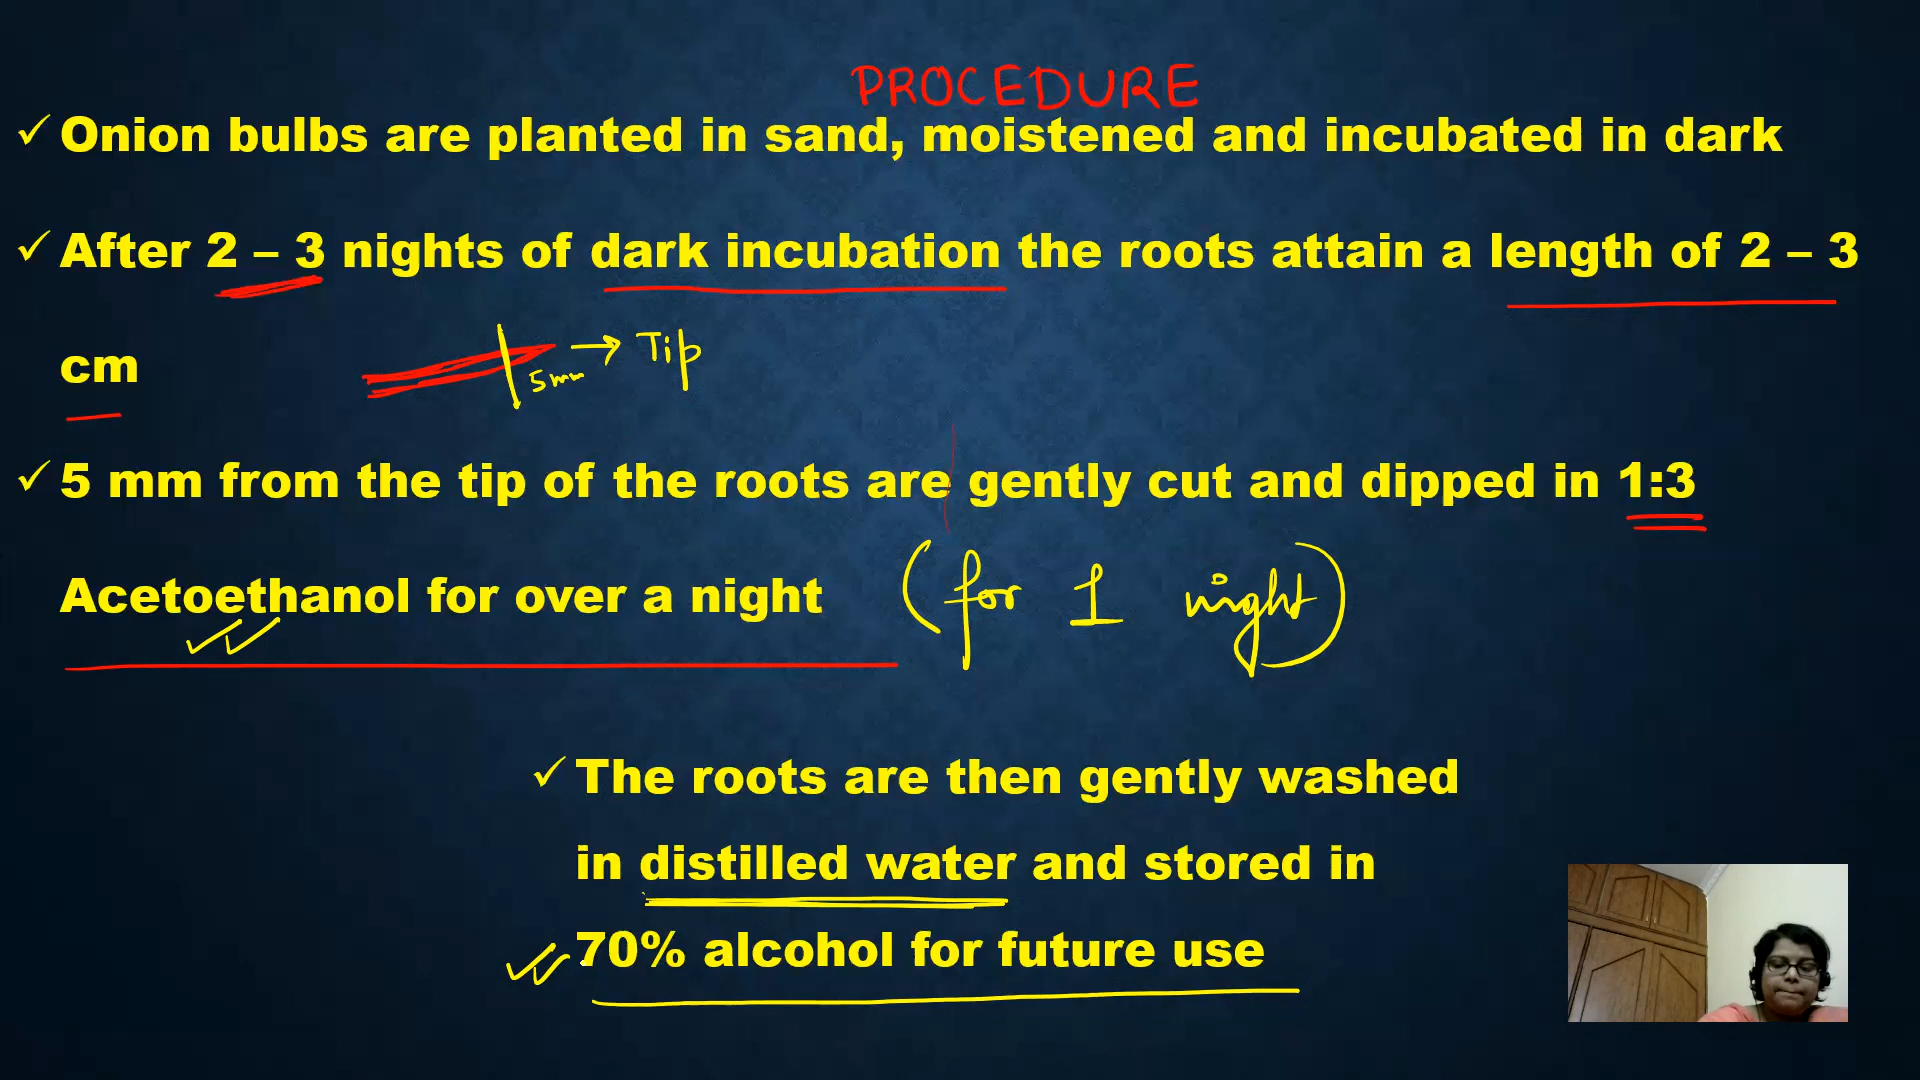 PROCEDURE
✓ Onion bulbs are planted in sand, moistened and incubated in dark
✓ After 2 – 3 nights of dark incubation the roots attain a length of 2 – 3
cm
→ Tip
5mm
✓ 5 mm from the tip of the roots are gently cut and dipped in 1:3
Acetoethanol for over a night (for 1 night)
✓ The roots are then gently washed
in distilled water and stored in
70% alcohol for future use